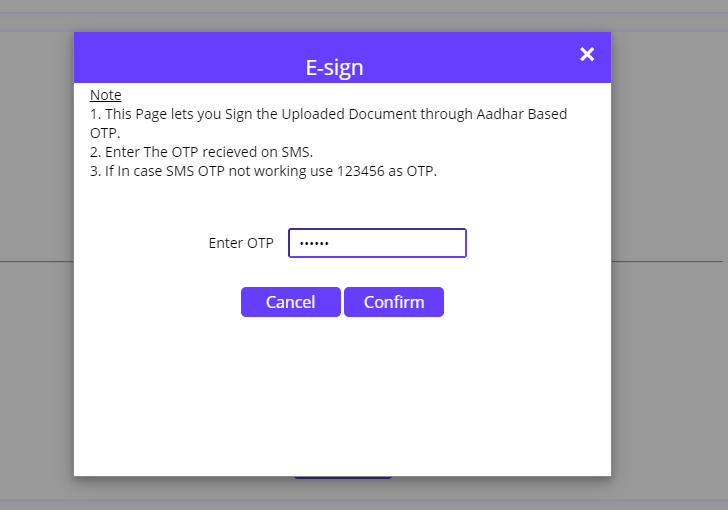 E-sign
Note
1. This Page lets you Sign the Uploaded Document through Aadhar Based
OTP.
2. Enter The OTP recieved on SMS.
3. If In case SMS OTP not working use 123456 as OTP.
Enter OTP ••••••
Cancel Confirm